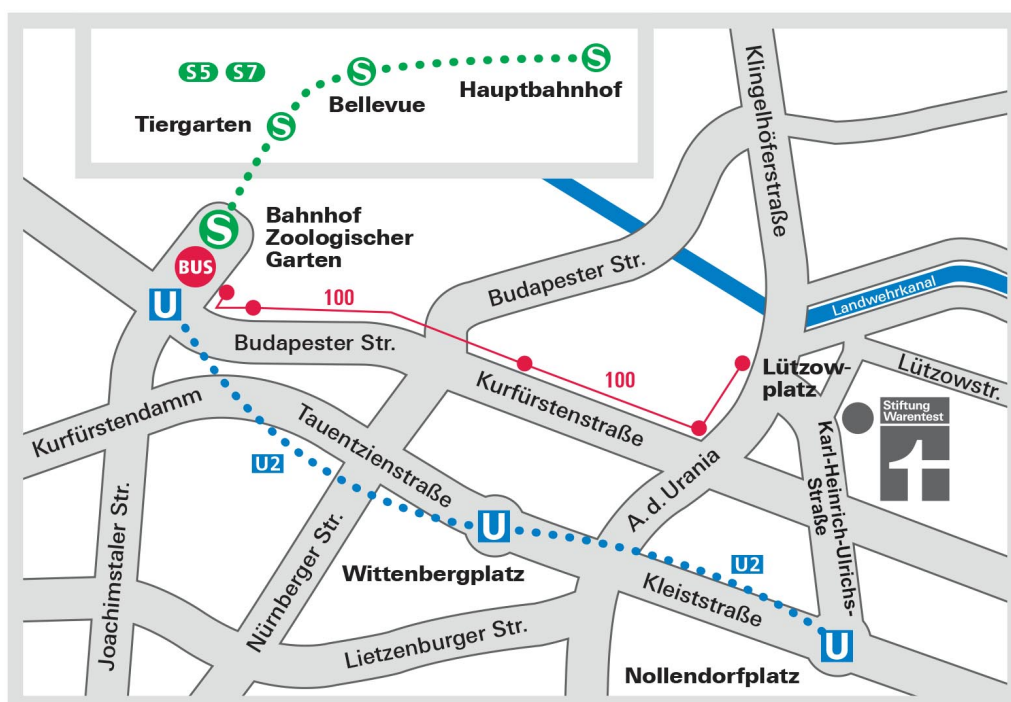 S5 S7
S
Hauptbahnhof
S
Bellevue
Tiergarten
S
Klingelhöferstraße
S
Bahnhof
Zoologischer
Garten
BUS
U
100
Budapester Str.
Landwehrkanal
Budapester Str.
Lützow-
platz
Lützowstr.
100
Kurfürstenstraße
Kurfürstendamm
Tauentzienstraße
Stiftung
Warentest
Karl-Heinrich-Ulrichs-
Straße
U2
A. d. Urania
Joachimstaler Str.
Nürnberger Str.
U
Wittenbergplatz
U2
Kleiststraße
Lietzenburger Str.
U
Nollendorfplatz